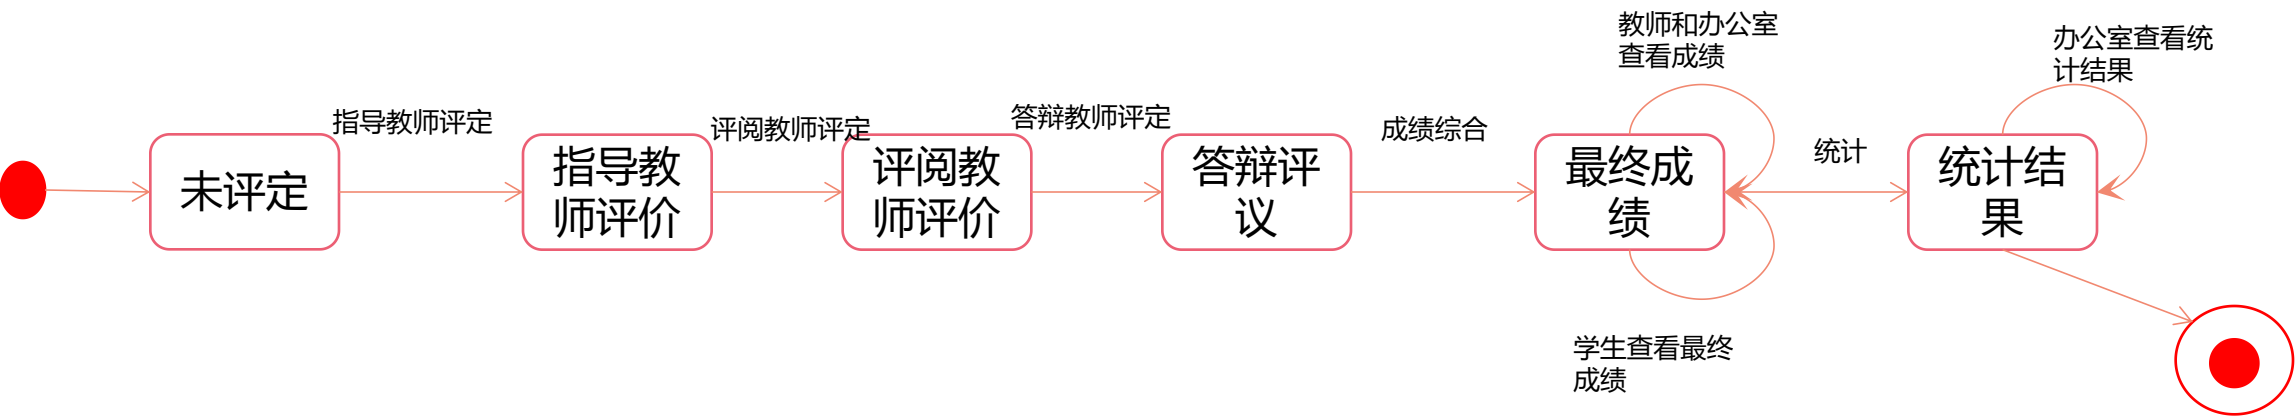 教师和办公室
查看成绩
办公室查看统
计结果
指导教师评定
评阅教师评定
答辩教师评定
成绩综合
统计
未评定
指导教
师评价
评阅教
师评价
答辩评
议
最终成
绩
统计结
果
学生查看最终
成绩